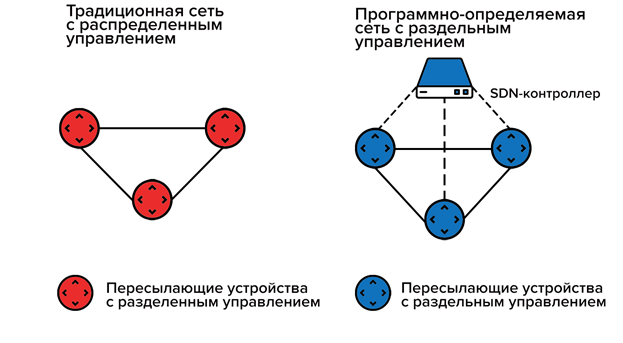 Традиционная сеть
с распределенным
управлением
Программно-определяемая
сеть с раздельным
управлением
SDN-контроллер
Пересылающие устройства
с разделенным управлением
Пересылающие устройства
с раздельным управлением